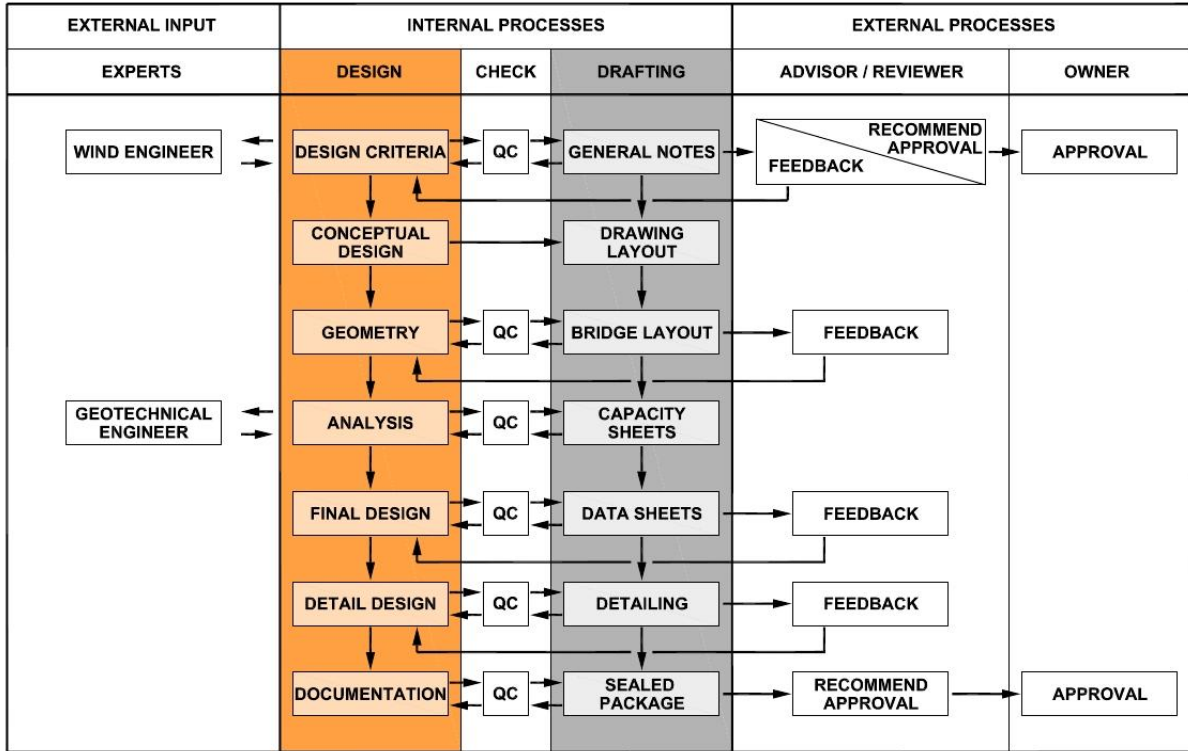 EXTERNAL INPUT
INTERNAL PROCESSES
EXTERNAL PROCESSES
EXPERTS
DESIGN
CHECK
DRAFTING
ADVISOR / REVIEWER
OWNER
WIND ENGINEER
DESIGN CRITERIA
QC
GENERAL NOTES
RECOMMEND
APPROVAL
FEEDBACK
APPROVAL
CONCEPTUAL
DESIGN
DRAWING
LAYOUT
GEOMETRY
QC
BRIDGE LAYOUT
FEEDBACK
GEOTECHNICAL
ENGINEER
ANALYSIS
QC
CAPACITY
SHEETS
FINAL DESIGN
QC
DATA SHEETS
FEEDBACK
DETAIL DESIGN
QC
DETAILING
FEEDBACK
DOCUMENTATION
QC
SEALED
PACKAGE
RECOMMEND
APPROVAL
APPROVAL